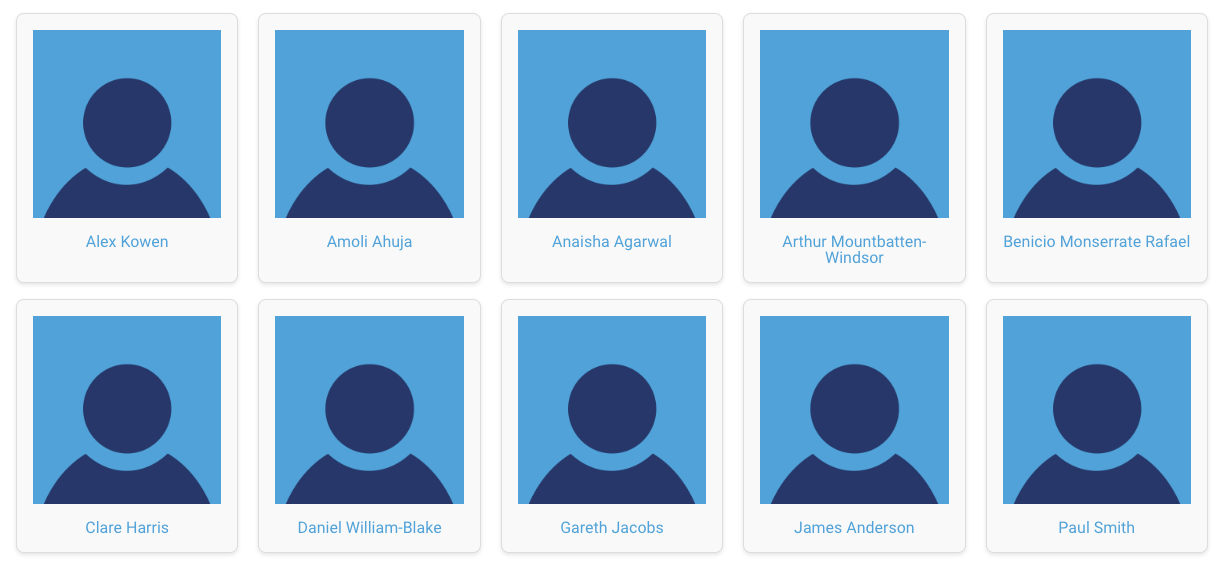 Alex Kowen
Amoli Ahuja
Anaisha Agarwal
Arthur Mountbatten-
Windsor
Benicio Monserrate Rafael
Clare Harris
Daniel William-Blake
Gareth Jacobs
James Anderson
Paul Smith